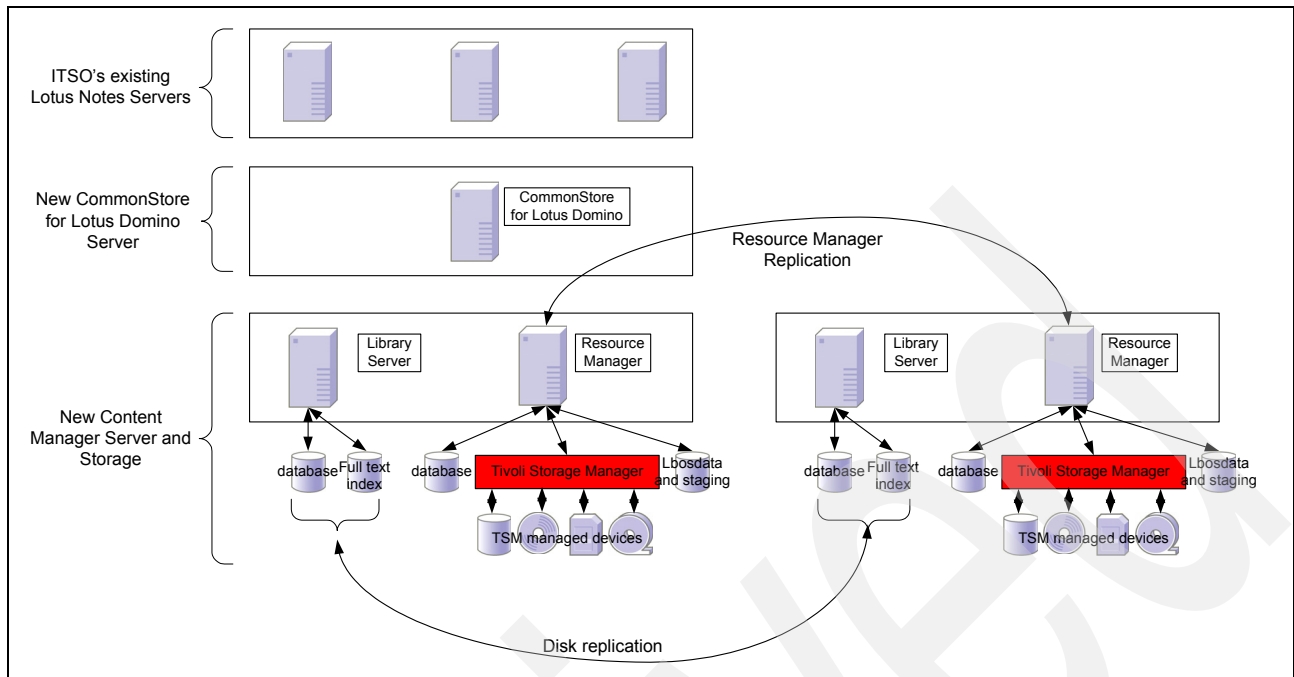 ITSO's existing
Lotus Notes Servers
New CommonStore
for Lotus Domino
Server
CommonStore
for Lotus Domino
Resource Manager
Replication
New Content
Manager Server and
Storage
Library
Server
Resource
Manager
Library
Server
Resource
Manager
database
Full text
index
database
Tivoli Storage Manager
Lbosdata
and staging
TSM managed devices
database
Full text
index
database
Tivoli Storage Manager
Lbosdata
and staging
TSM managed devices
Disk replication